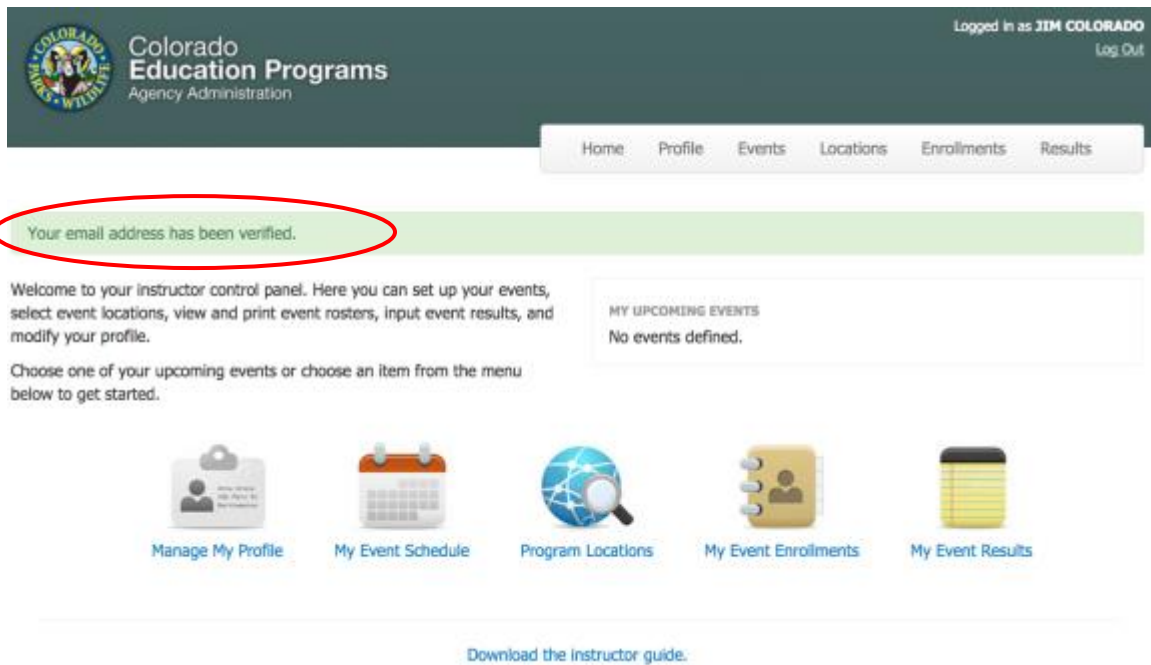 COLORADO
PARKS • WILDLIFE
Colorado
Education Programs
Agency Administration
Logged in as JIM COLORADO
Log Out
Home Profile Events Locations Enrollments Results
Your email address has been verified.
Welcome to your instructor control panel. Here you can set up your events,
select event locations, view and print event rosters, input event results, and
modify your profile.
Choose one of your upcoming events or choose an item from the menu
below to get started.
MY UPCOMING EVENTS
No events defined.
Manage My Profile My Event Schedule Program Locations My Event Enrollments My Event Results
Download the instructor guide.